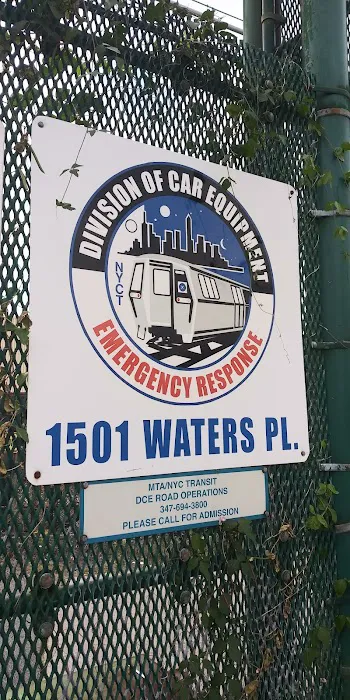 DIVISION OF CAR EQUIPMENT
NYCT
EMERGENCY RESPONSE
1501 WATERS PL.
MTA/NYC TRANSIT
DCE ROAD OPERATIONS
347-694-3800
PLEASE CALL FOR ADMISSION